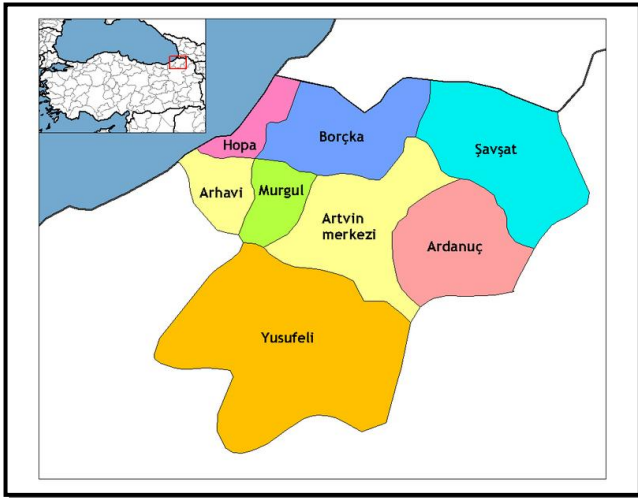 Borçka
Hopa
Şavşat
Arhavi
Murgul
Artvin
merkezi
Ardanuç
Yusufeli